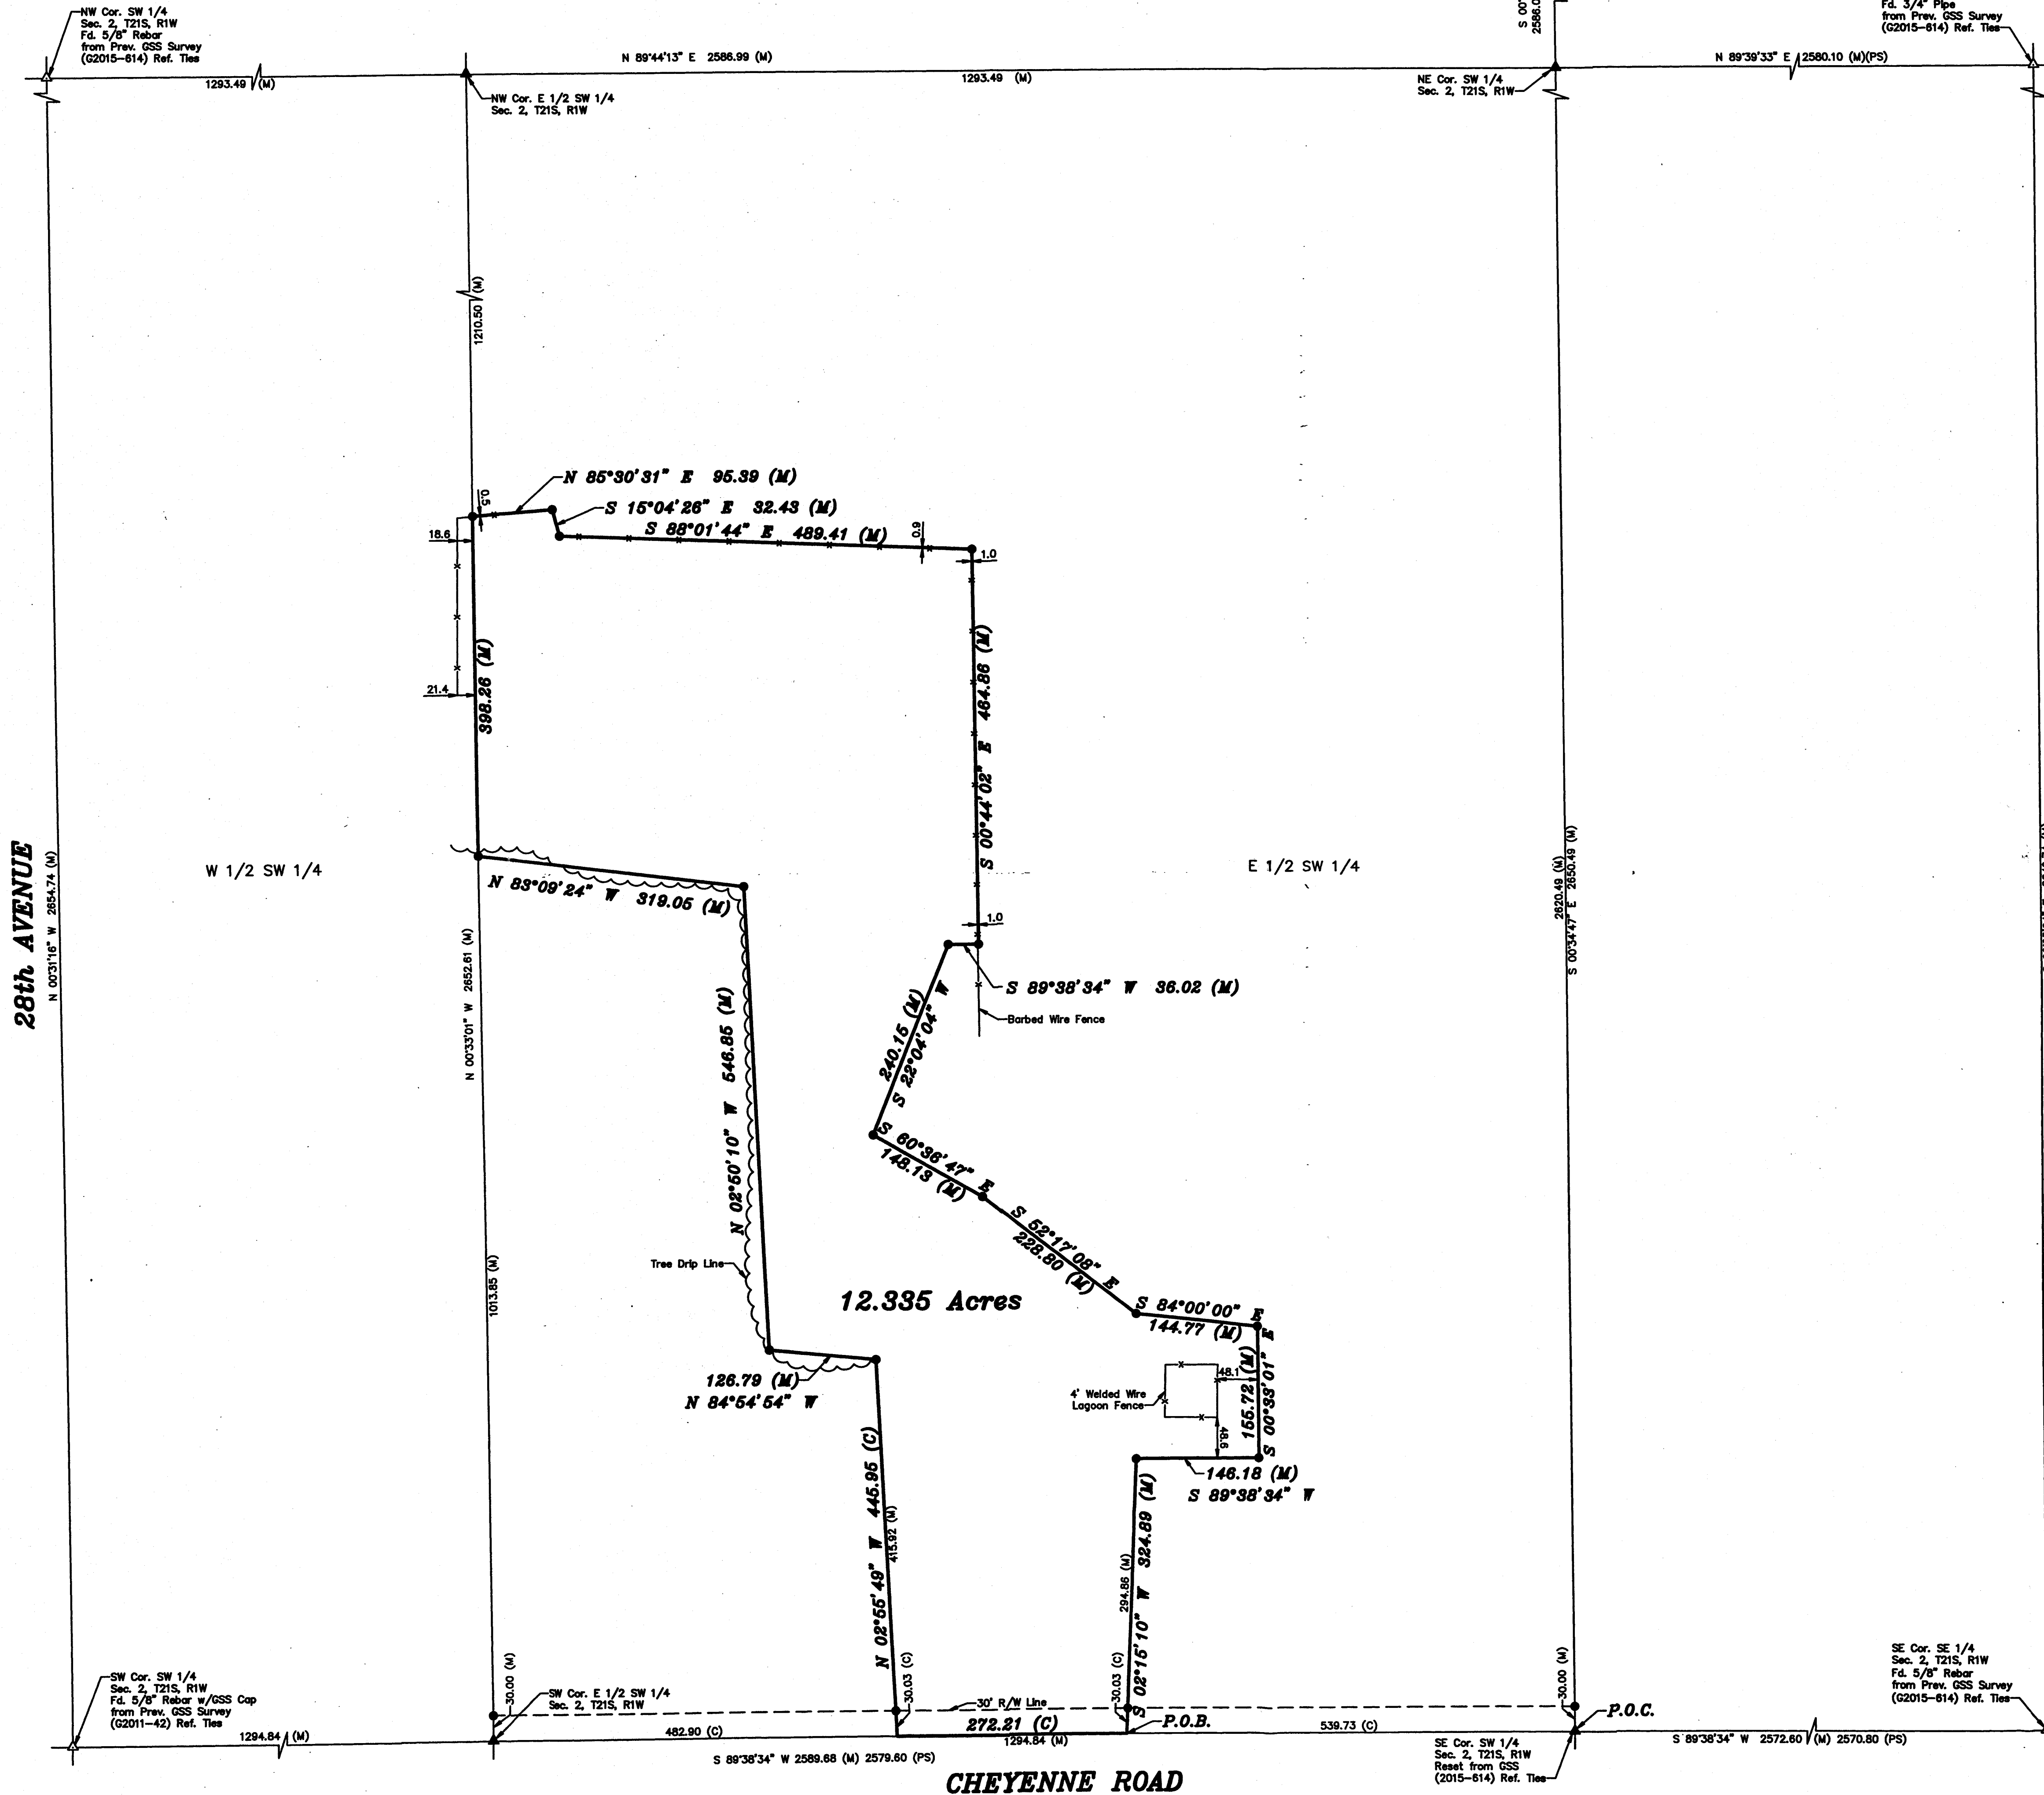 NW Cor. SW 1/4
Sec. 2, T21S, R1W
Fd. 5/8" Rebar
from Prev. GSS Survey
(G2015-614) Ref. Ties
N 89°44'13" E 2586.99 (M)
1293.49 (M)
1293.49 (M)
NW Cor. E 1/2 SW 1/4
Sec. 2, T21S, R1W
NE Cor. SW 1/4
Sec. 2, T21S, R1W
N 89°39'33" E 2580.10 (M)(PS)
Fd. 3/4" Pipe
from Prev. GSS Survey
(G2015-614) Ref. Ties
1210.50 (M)
N 85°30'31" E 95.39 (M)
0.5
S 15°04'26" E 32.43 (M)
S 88°01'44" E 489.41 (M)
0.9
1.0
18.6
21.4
398.26 (M)
S 00°44'02" E 464.86 (M)
28th AVENUE
N 00°31'16" W 2654.74 (M)
W 1/2 SW 1/4
E 1/2 SW 1/4
N 83°09'24" W 319.05 (M)
1.0
S 89°38'34" W 36.02 (M)
Barbed Wire Fence
2620.49 (M)
S 00°34'47" E 2650.49 (M)
N 00°33'01" W 2652.61 (M)
N 02°50'10" W 546.85 (M)
240.15 (M)
S 22°04'04" W
S 60°36'47" E
148.13 (M)
S 52°17'08" E
228.80 (M)
Tree Drip Line
1013.85 (M)
12.335 Acres
S 84°00'00" E
144.77 (M)
126.79 (M)
N 84°54'54" W
4' Welded Wire
Lagoon Fence
48.1
48.6
155.72 (M)
S 00°33'01" E
146.18 (M)
S 89°38'34" W
N 02°55'49" W 445.95 (C)
415.92 (M)
294.86 (M)
S 02°15'10" W 324.89 (M)
SW Cor. SW 1/4
Sec. 2, T21S, R1W
Fd. 5/8" Rebar w/GSS Cap
from Prev. GSS Survey
(G2011-42) Ref. Ties
30.00 (M)
SW Cor. E 1/2 SW 1/4
Sec. 2, T21S, R1W
30.03 (C)
30' R/W Line
30.03 (C)
30.00 (M)
P.O.C.
SE Cor. SE 1/4
Sec. 2, T21S, R1W
Fd. 5/8" Rebar
from Prev. GSS Survey
(G2015-614) Ref. Ties
1294.84 (M)
482.90 (C)
272.21 (C)
P.O.B.
539.73 (C)
1294.84 (M)
S 89°38'34" W 2589.68 (M) 2579.60 (PS)
SE Cor. SW 1/4
Sec. 2, T21S, R1W
Reset from GSS
(2015-614) Ref. Ties
S 89°38'34" W 2572.60 (M) 2570.80 (PS)
CHEYENNE ROAD